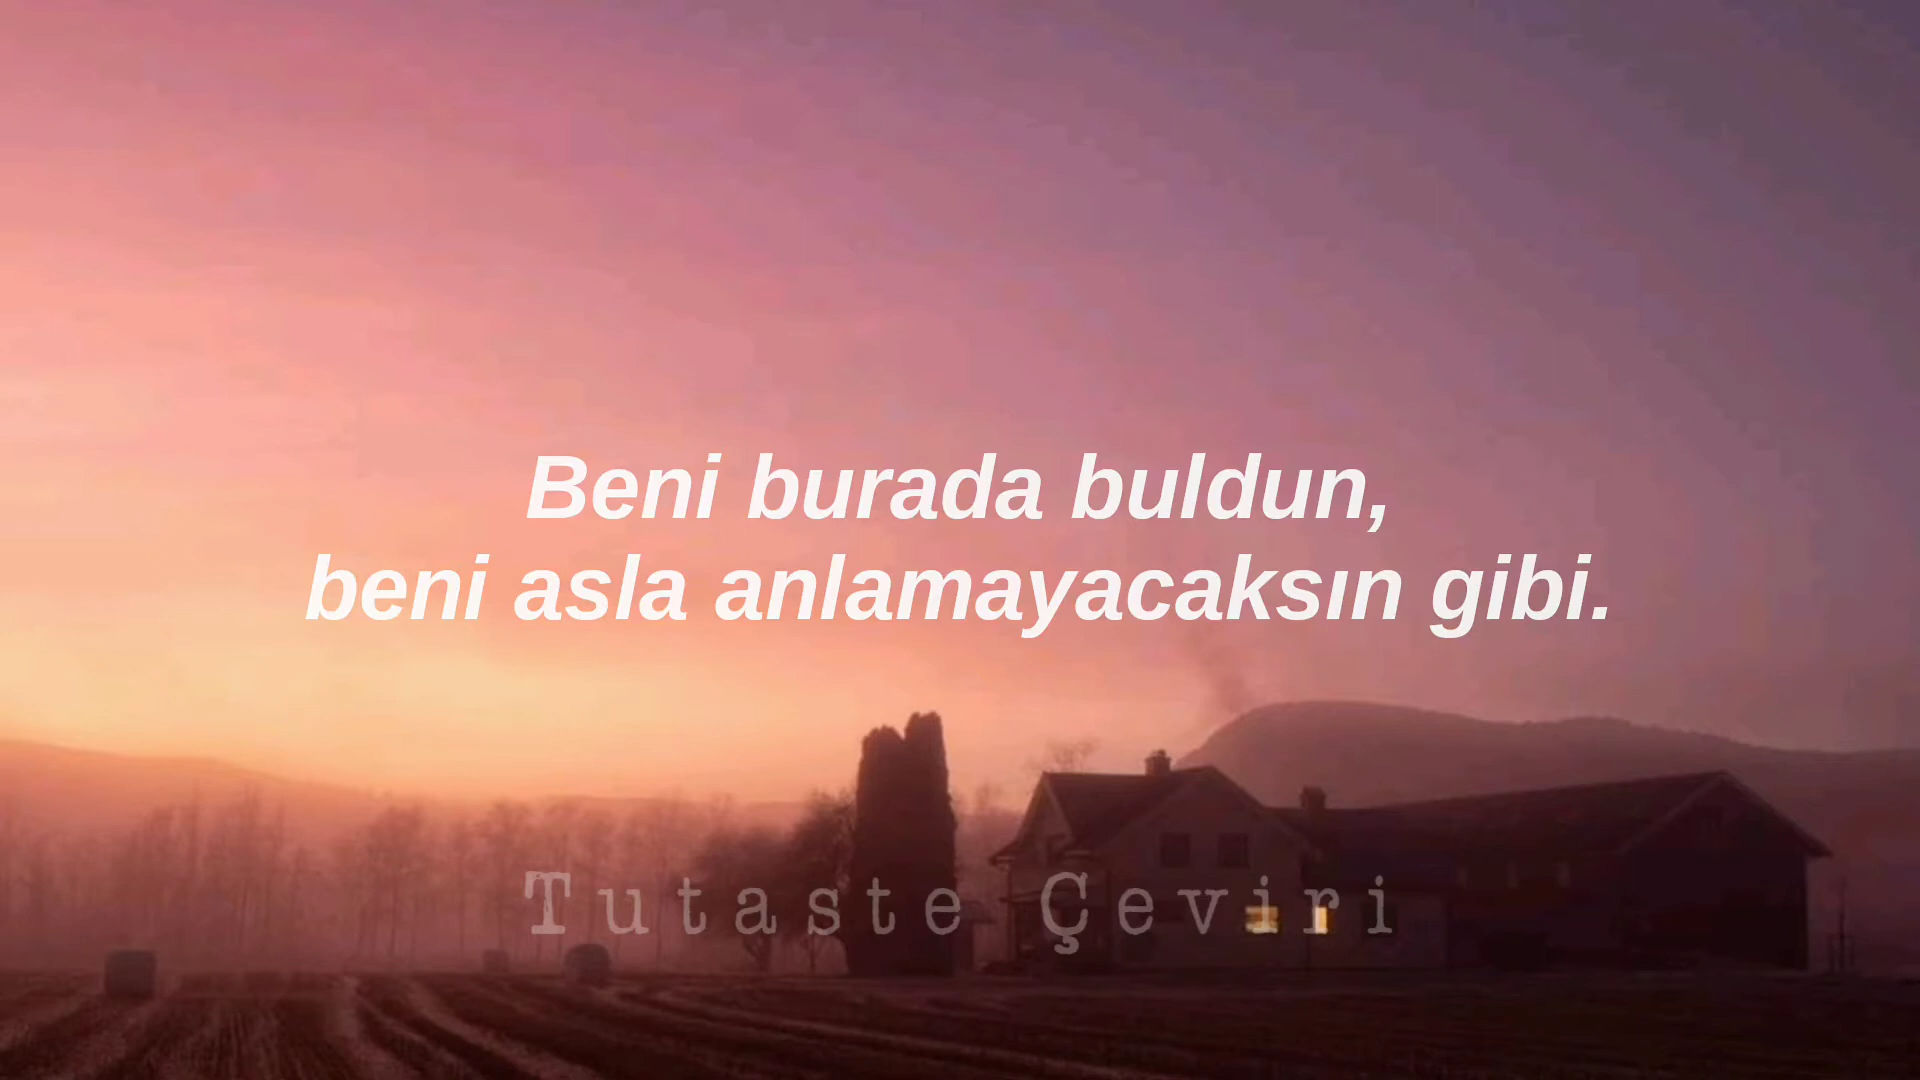 Beni burada buldun,
beni asla anlamayacaksın gibi.
Tutaste Çeviri